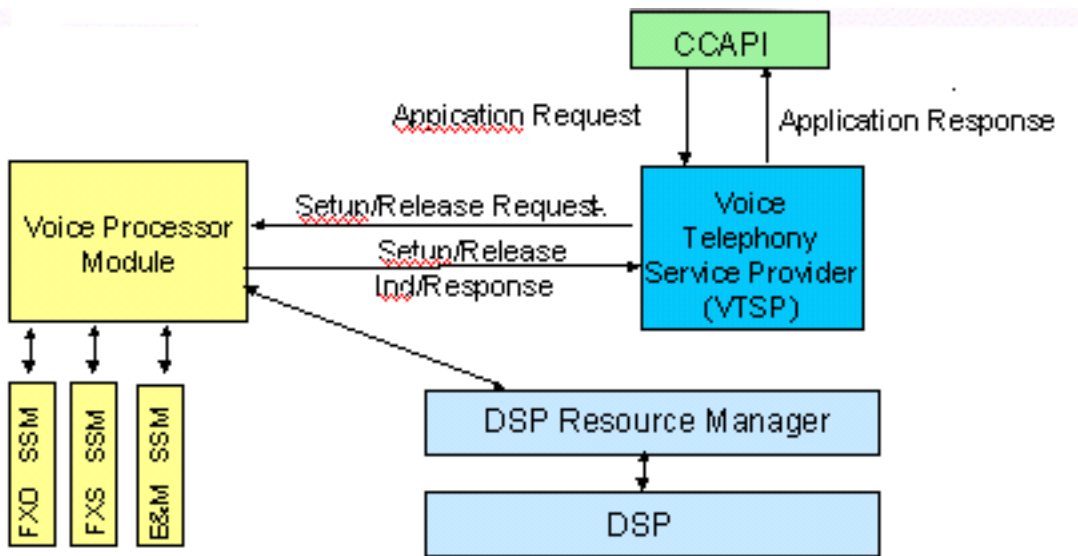 CCAPI
Appication Request
Application Response
Voice Processor
Module
Setup/Release Request.
Setup/Release
Ind/Response
Voice
Telephony
Service Provider
(VTSP)
DSP Resource Manager
DSP
FXO SSM
FXS SSM
E&M SSM